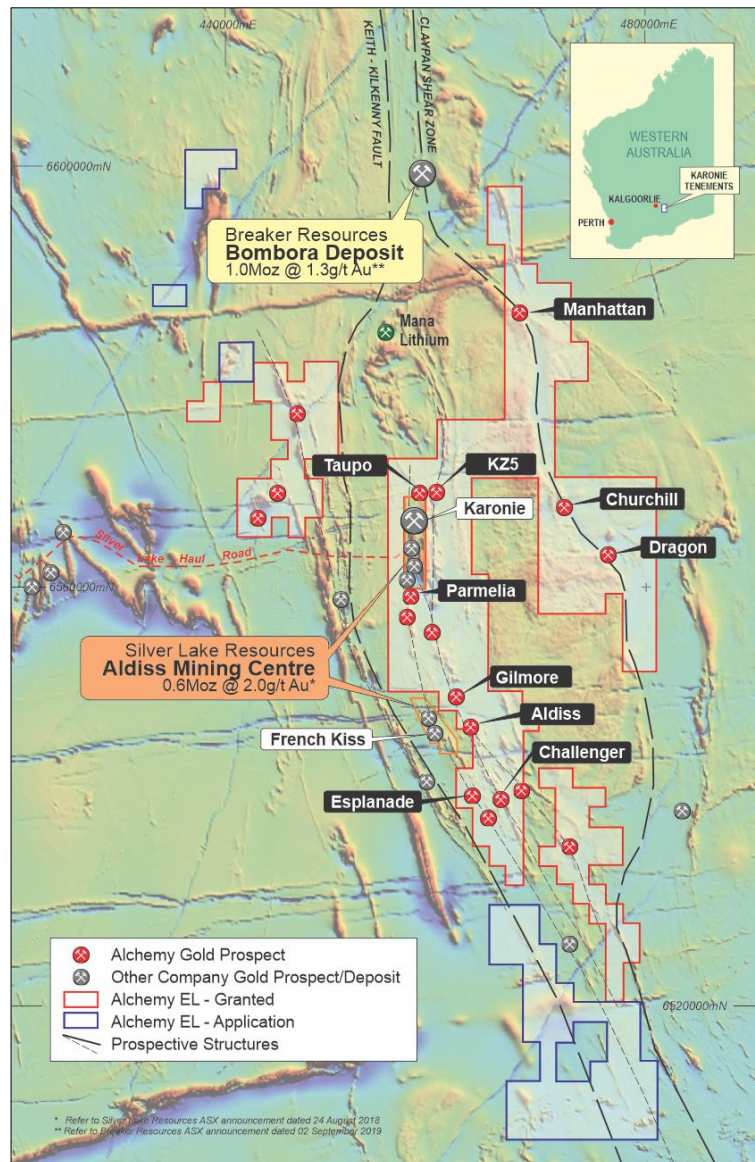 440000mE
480000mE
KEITH - KILKENNY FAULT
CLAYPAN SHEAR ZONE
WESTERN
AUSTRALIA
KALGOORLIE
KARONIE
TENEMENTS
PERTH
6600000mN
Breaker Resources
Bombora Deposit
1.0Moz @ 1.3g/t Au**
Manhattan
Mana
Lithium
Taupo
KZ5
Karonie
Churchill
Dragon
Silver Lake Haul Road
6560000mN
Parmelia
Silver Lake Resources
Aldiss Mining Centre
0.6Moz @ 2.0g/t Au*
Gilmore
Aldiss
French Kiss
Challenger
Esplanade
Alchemy Gold Prospect
Other Company Gold Prospect/Deposit
Alchemy EL - Granted
Alchemy EL - Application
Prospective Structures
6520000mN
* Refer to Silver Lake Resources ASX announcement dated 24 August 2018
** Refer to Breaker Resources ASX announcement dated 02 September 2019